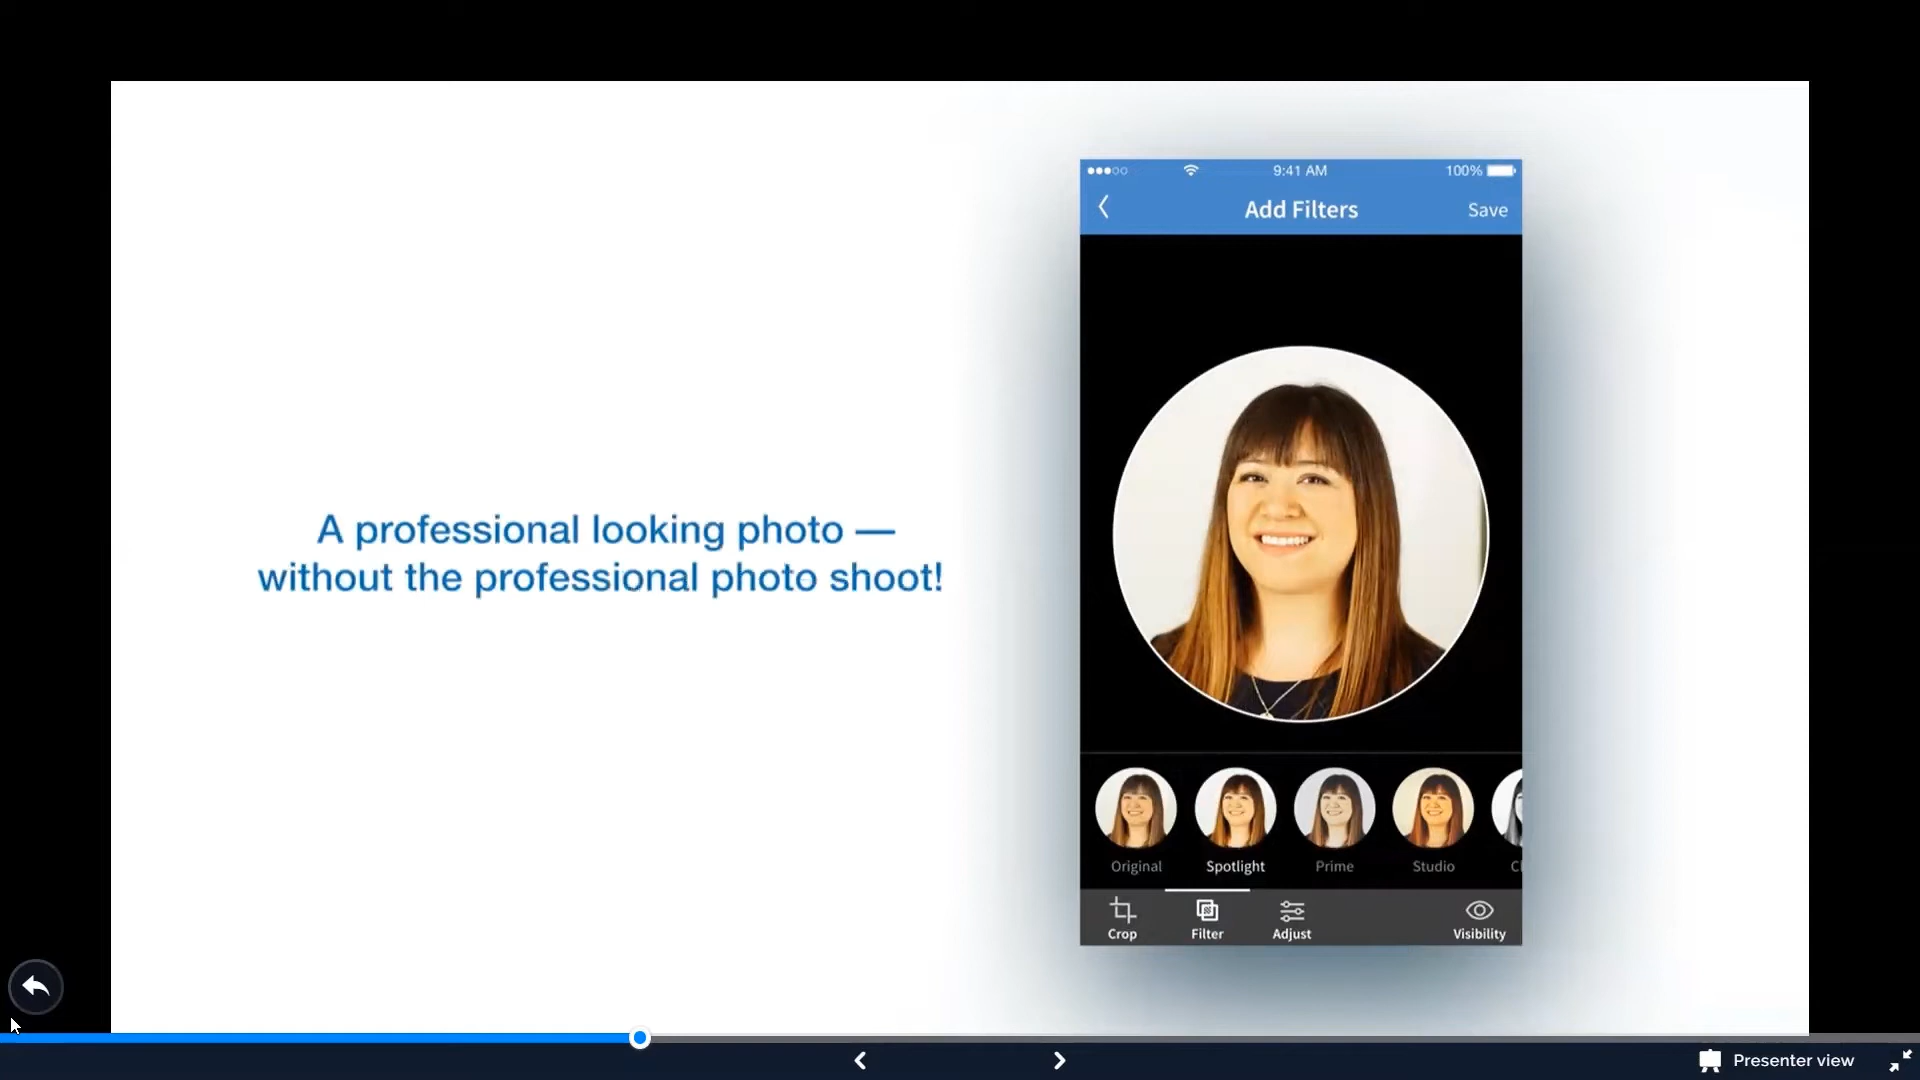 9:41 AM
100%
Add Filters
Save
A professional looking photo —
without the professional photo shoot!
Original
Spotlight
Prime
Studio
Crop
Filter
Adjust
Visibility
Presenter view